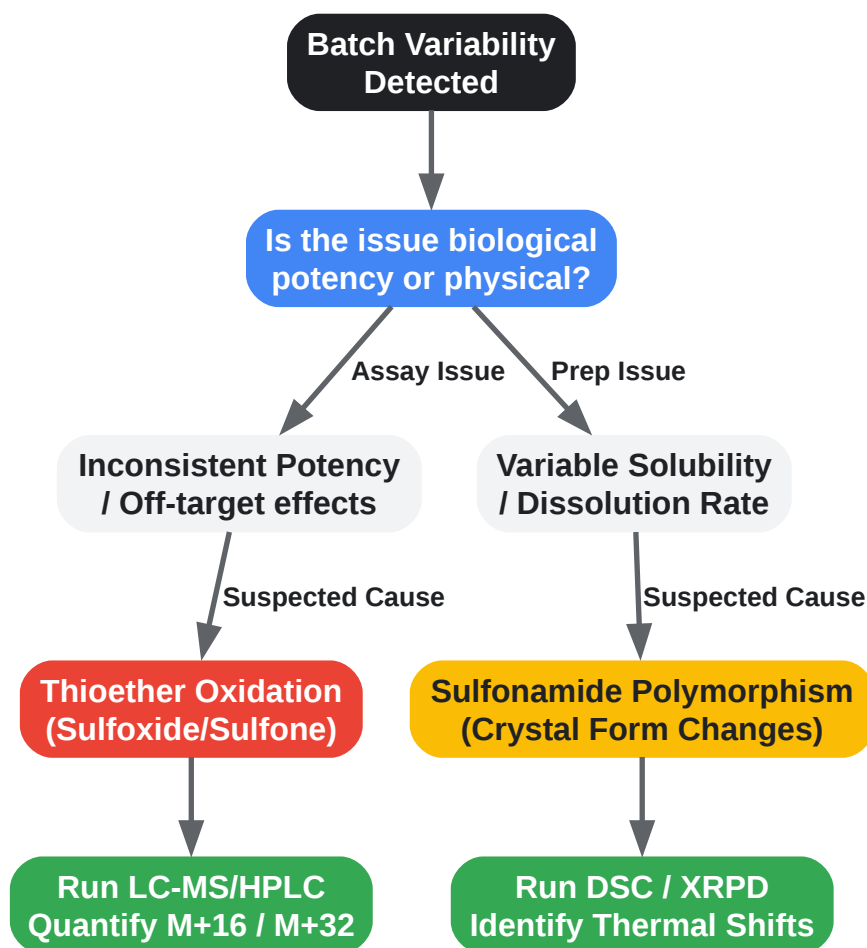 Batch Variability
Detected
Is the issue biological
potency or physical?
Assay Issue
Prep Issue
Inconsistent Potency
/ Off-target effects
Variable Solubility
/ Dissolution Rate
Suspected Cause
Suspected Cause
Thioether Oxidation
(Sulfoxide/Sulfone)
Sulfonamide Polymorphism
(Crystal Form Changes)
Run LC-MS/HPLC
Quantify M+16 / M+32
Run DSC / XRPD
Identify Thermal Shifts